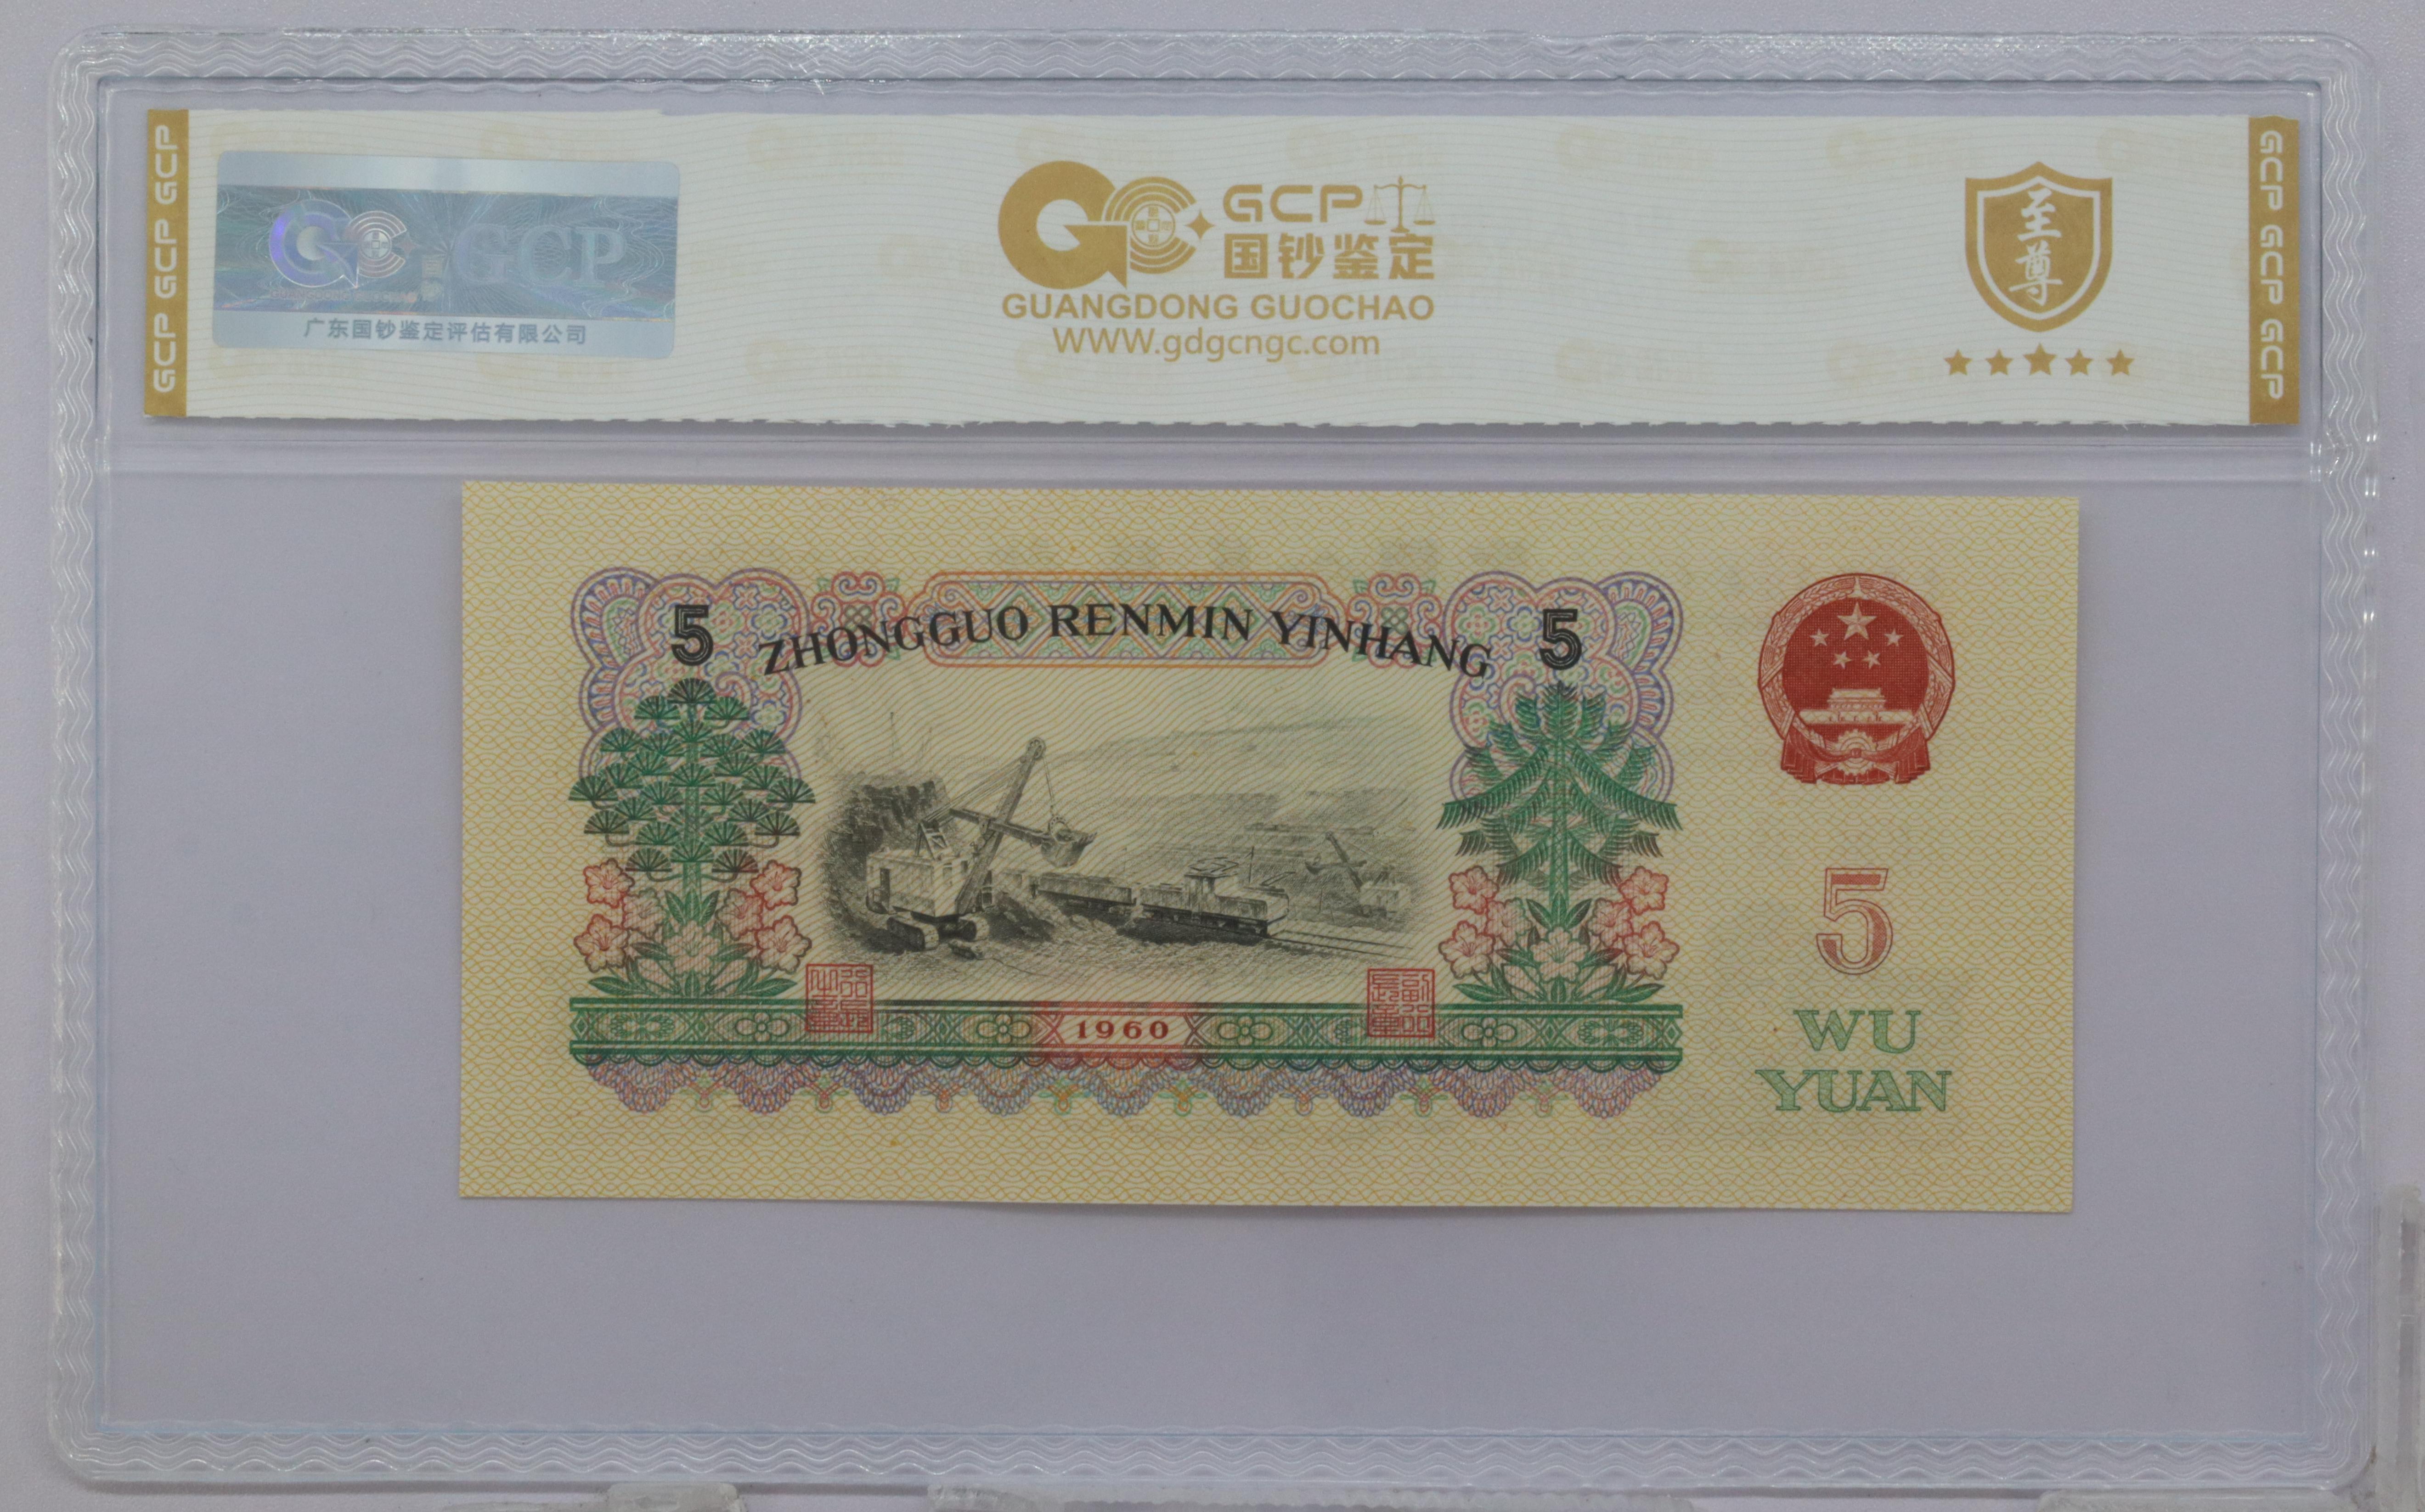 GCP GCP GCP
GCP
广东国钞鉴定评估有限公司
GCP
国钞鉴定
GUANGDONG GUOCHAO
WWW.gdgcngc.com
至尊
GCP GCP GCP
5 ZHONGGUO RENMIN YINHANG 5
1960
5
WU
YUAN